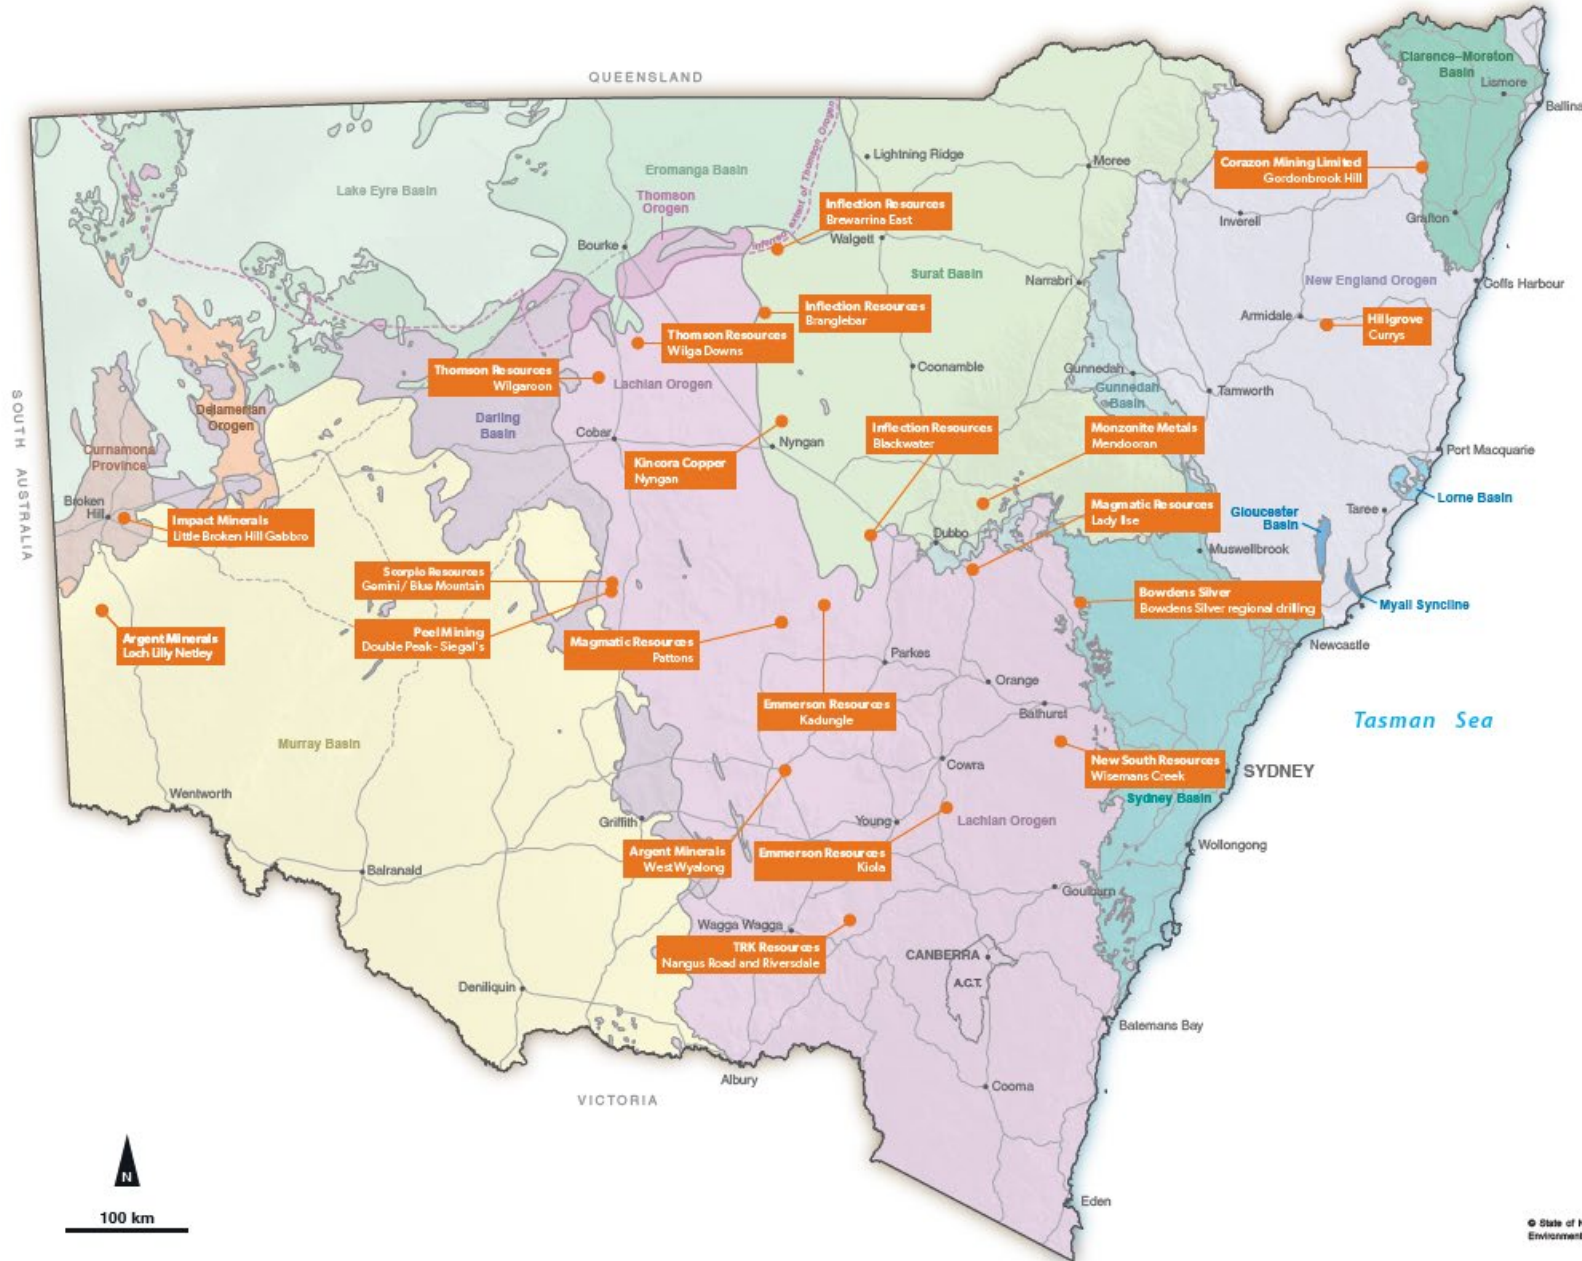 QUEENSLAND
Clarence–Moreton
Basin
Lismore
Ballina
Lightning Ridge
Moree
Eromanga Basin
Lake Eyre Basin
Thomson
Orogen
Inferred extent of Thomson Orogen
Corazon Mining Limited
Gordonbrook Hill
Inflection Resources
Brewarrina East
Inverell
Grafton
Bourke
Walgett
Surat Basin
Narrabri
New England Orogen
Coffs Harbour
Inflection Resources
Branglebar
Armidale
Hillgrove
Currys
Thomson Resources
Wilga Downs
Thomson Resources
Wilgaroon
Lachlan Orogen
Coonamble
Gunnedah
Gunnedah
Basin
Tamworth
SOUTH AUSTRALIA
Delamerian
Orogen
Darling
Basin
Curnamona
Province
Cobar
Nyngan
Inflection Resources
Blackwater
Monzonite Metals
Mendooran
Port Macquarie
Kincora Copper
Nyngan
Broken
Hill
Impact Minerals
Little Broken Hill Gabbro
Magmatic Resources
Lady Ilse
Lorne Basin
Gloucester
Basin
Taree
Dubbo
Muswellbrook
Scorpio Resources
Gemini / Blue Mountain
Bowdens Silver
Bowdens Silver regional drilling
Myall Syncline
Argent Minerals
Loch Lilly Netley
Peel Mining
Double Peak - Siegal's
Magmatic Resources
Pattons
Newcastle
Parkes
Orange
Emmerson Resources
Kadungle
Bathurst
Tasman Sea
Murray Basin
New South Resources
Wisemans Creek
Cowra
SYDNEY
Sydney Basin
Wentworth
Griffith
Young
Lachlan Orogen
Wollongong
Argent Minerals
West Wyalong
Emmerson Resources
Kiola
Balranald
Goulburn
Wagga Wagga
TRK Resources
Nangus Road and Riversdale
CANBERRA
A.C.T.
Deniliquin
Batemans Bay
Albury
Cooma
VICTORIA
N
100 km
Eden
© State of
Environment